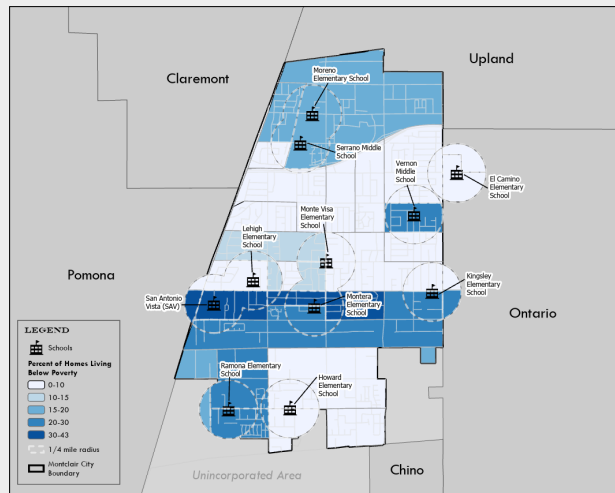 Upland
Claremont
Moreno
Elementary School
Serrano Middle
School
Vernon
Middle
School
El Camino
Elementary
School
Monte Visa
Elementary
School
Lehigh
Elementary
School
Pomona
Kingsley
Elementary
School
San Antonio
Vista (SAV)
Montera
Elementary
School
Ontario
LEGEND
Schools
Percent of Homes Living
Below Poverty
0-10
10-15
15-20
20-30
30-43
1/4 mile radius
Montclair City
Boundary
Ramona Elementary
School
Howard
Elementary
School
Unincorporated Area
Chino